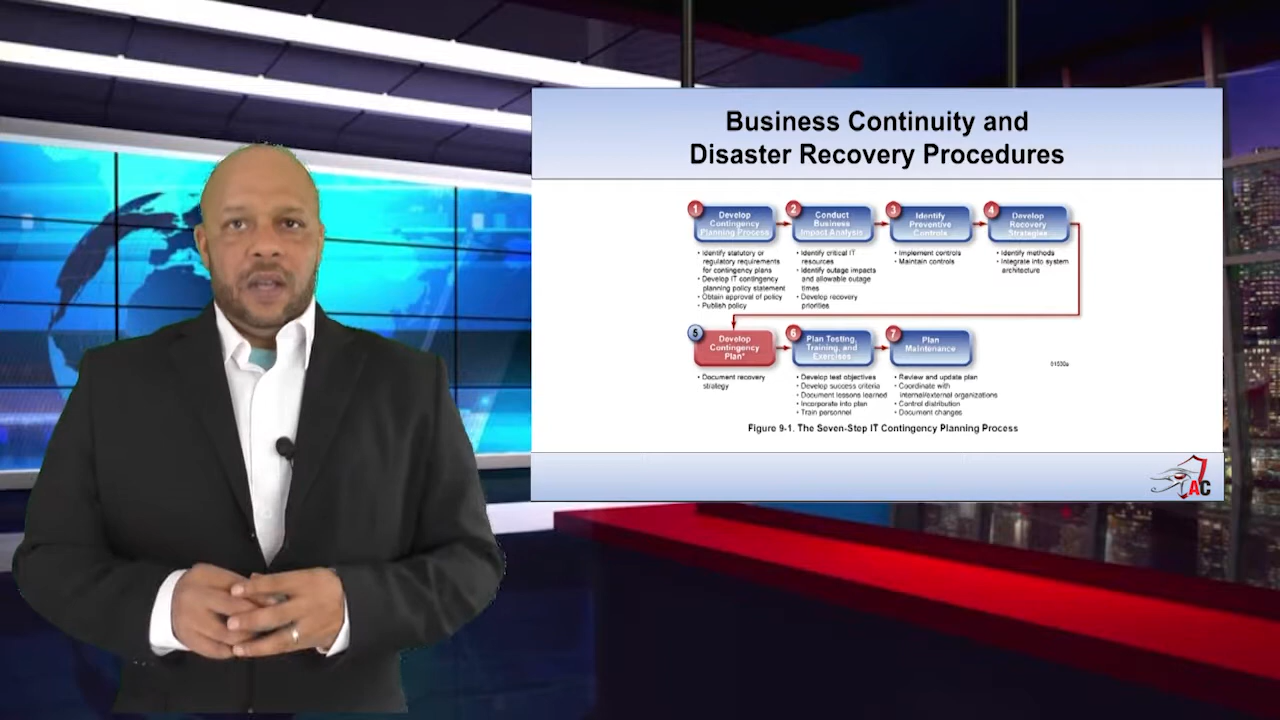 Business Continuity and
Disaster Recovery Procedures
1
Develop
Contingency
Planning Process
• Identify statutory or
regulatory requirements
for contingency plans
• Develop IT contingency
planning policy statement
• Obtain approval of policy
• Publish policy
2
Conduct
Business
Impact Analysis
• Identify critical IT
resources
• Identify outage impacts
and allowable outage
times
• Develop recovery
priorities
3
Identify
Preventive
Controls
• Implement controls
• Maintain controls
4
Develop
Recovery
Strategies
• Identify methods
• Integrate into system
architecture
5
Develop
Contingency
Plan*
• Document recovery
strategy
6
Plan Testing,
Training, and
Exercises
• Develop test objectives
• Develop success criteria
• Document lessons learned
• Incorporate into plan
• Train personnel
7
Plan
Maintenance
• Review and update plan
• Coordinate with
internal/external organizations
• Control distribution
• Document changes
Figure 9-1. The Seven-Step IT Contingency Planning Process
AC